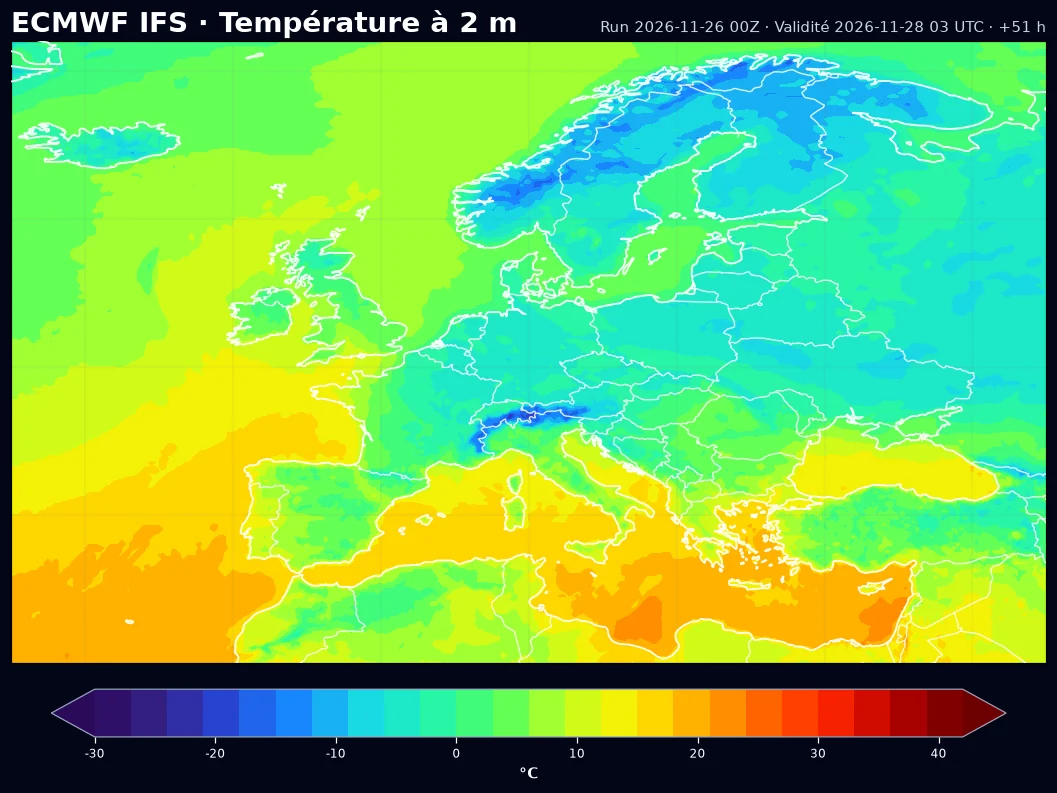 ECMWF IFS · Température à 2 m
Run 2026-11-26 00Z · Validité 2026-11-28 03 UTC · +51 h
-30 -20 -10 0 10 20 30 40
°C